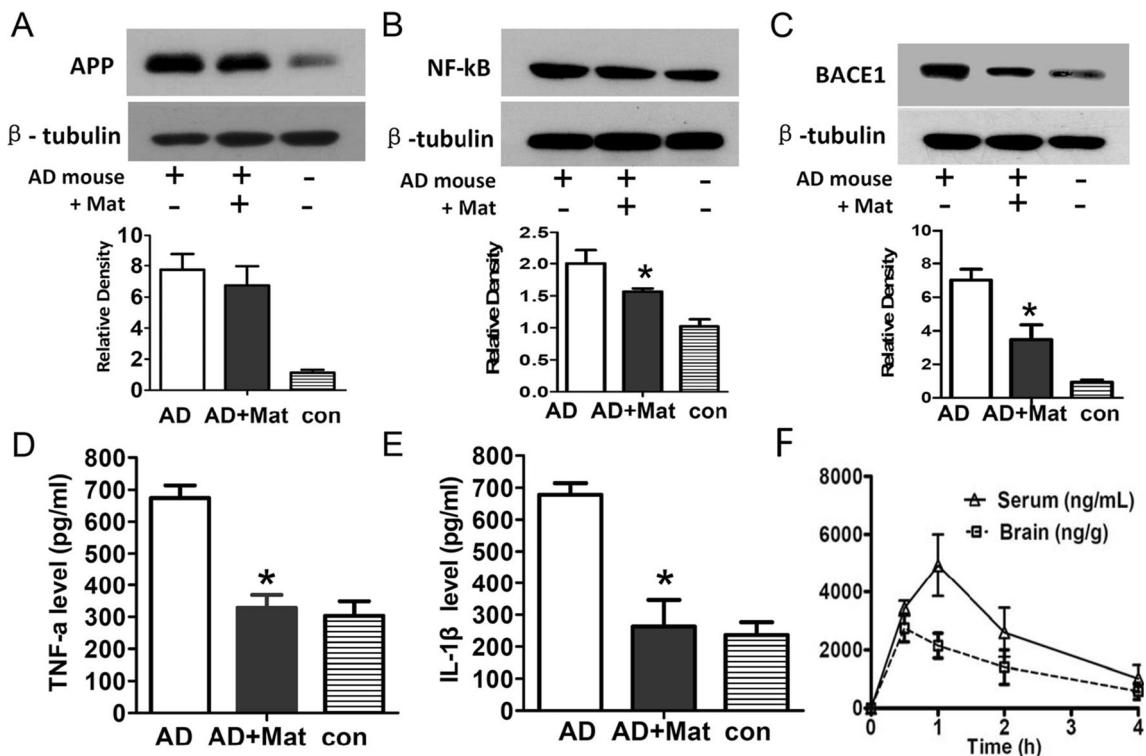 A
APP
β - tubulin
AD mouse + + -
+ Mat - + -
Relative Density
10
8
6
4
2
0
AD AD+Mat con
B
NF-kB
β -tubulin
AD mouse + + -
+ Mat - + -
Relative Density
2.5
2.0
1.5
1.0
0.5
0.0
*
AD AD+Mat con
C
BACE1
β -tubulin
AD mouse + + -
+ Mat - + -
Relative Density
10
8
6
4
2
0
*
AD AD+Mat con
D
TNF-a level (pg/ml)
800
700
600
500
400
300
200
100
0
*
AD AD+Mat con
E
IL-1β level (pg/ml)
800
700
600
500
400
300
200
100
0
*
AD AD+Mat con
F
8000
6000
4000
2000
0
Serum (ng/mL)
Brain (ng/g)
0 1 2 3 4
Time (h)